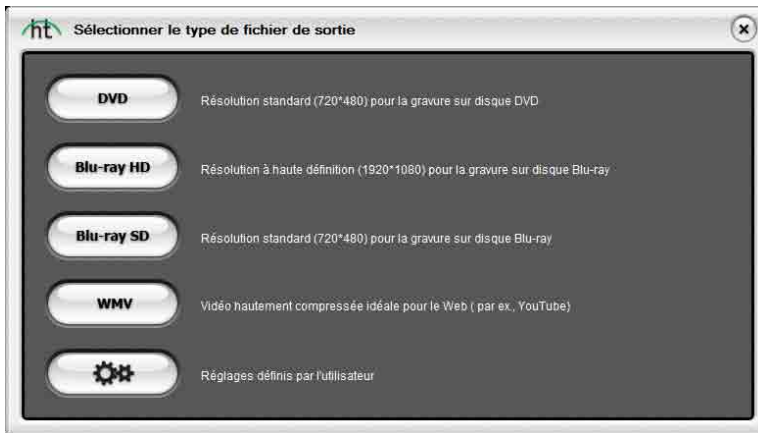 ht Sélectionner le type de fichier de sortie
DVD Résolution standard (720*480) pour la gravure sur disque DVD
Blu-ray HD Résolution à haute définition (1920*1080) pour la gravure sur disque Blu-ray
Blu-ray SD Résolution standard (720*480) pour la gravure sur disque Blu-ray
WMV Vidéo hautement compressée idéale pour le Web ( par ex., YouTube)
Réglages définis par l'utilisateur